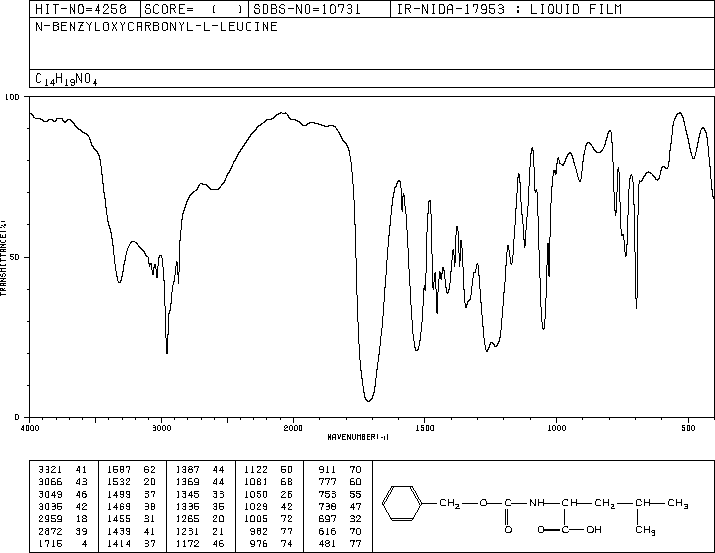 HIT-NO=4258 SCORE= ( ) SDBS-NO=10731 IR-NIDA-17953 : LIQUID FILM
N-BENZYLOXYCARBONYL-L-LEUCINE
C14H19NO4
100
50
0
TRANSMITTANCE(%)
4000 3000 2000 1500 1000 500
WAVENUMBER(-1)
3321 41 1587 62 1387 44 1122 50 911 70
3066 43 1532 20 1369 44 1081 68 777 60
3049 46 1499 37 1345 33 1050 26 753 55
3035 42 1469 38 1335 35 1029 42 738 47
2959 18 1455 31 1265 20 1005 72 697 32
2872 39 1439 41 1231 21 982 77 616 70
1716 4 1414 37 1172 46 976 74 481 77
CH2 O C NH CH CH2 CH CH3
O O=C OH CH3